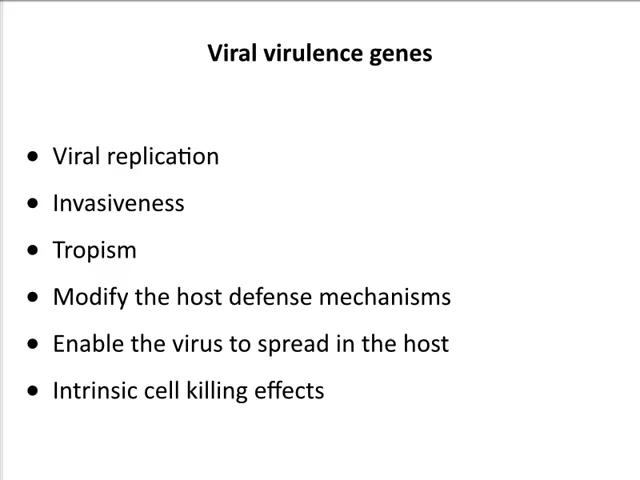 Viral virulence genes
• Viral replication
• Invasiveness
• Tropism
• Modify the host defense mechanisms
• Enable the virus to spread in the host
• Intrinsic cell killing effects